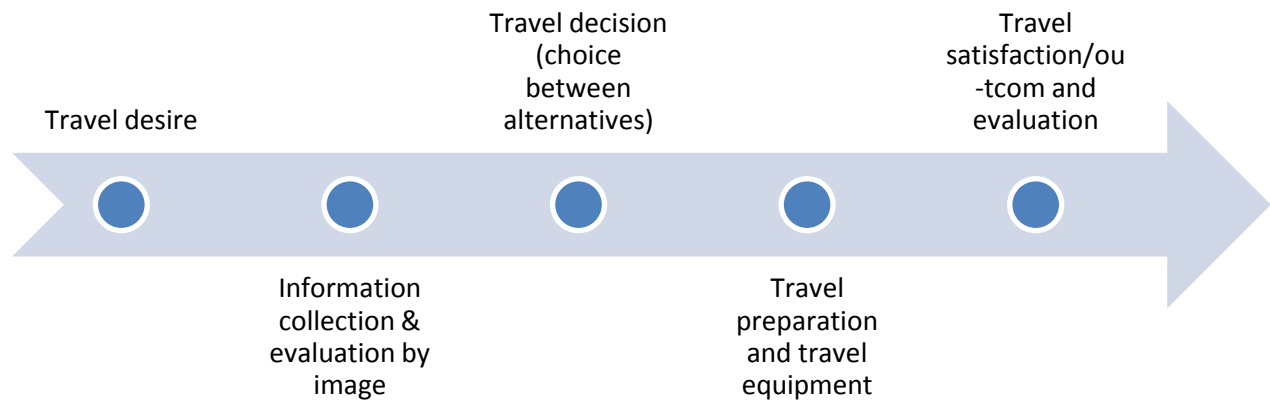 Travel desire
Information
collection &
evaluation by
image
Travel decision
(choice
between
alternatives)
Travel
preparation
and travel
equipment
Travel
satisfaction/ou
-tcom and
evaluation